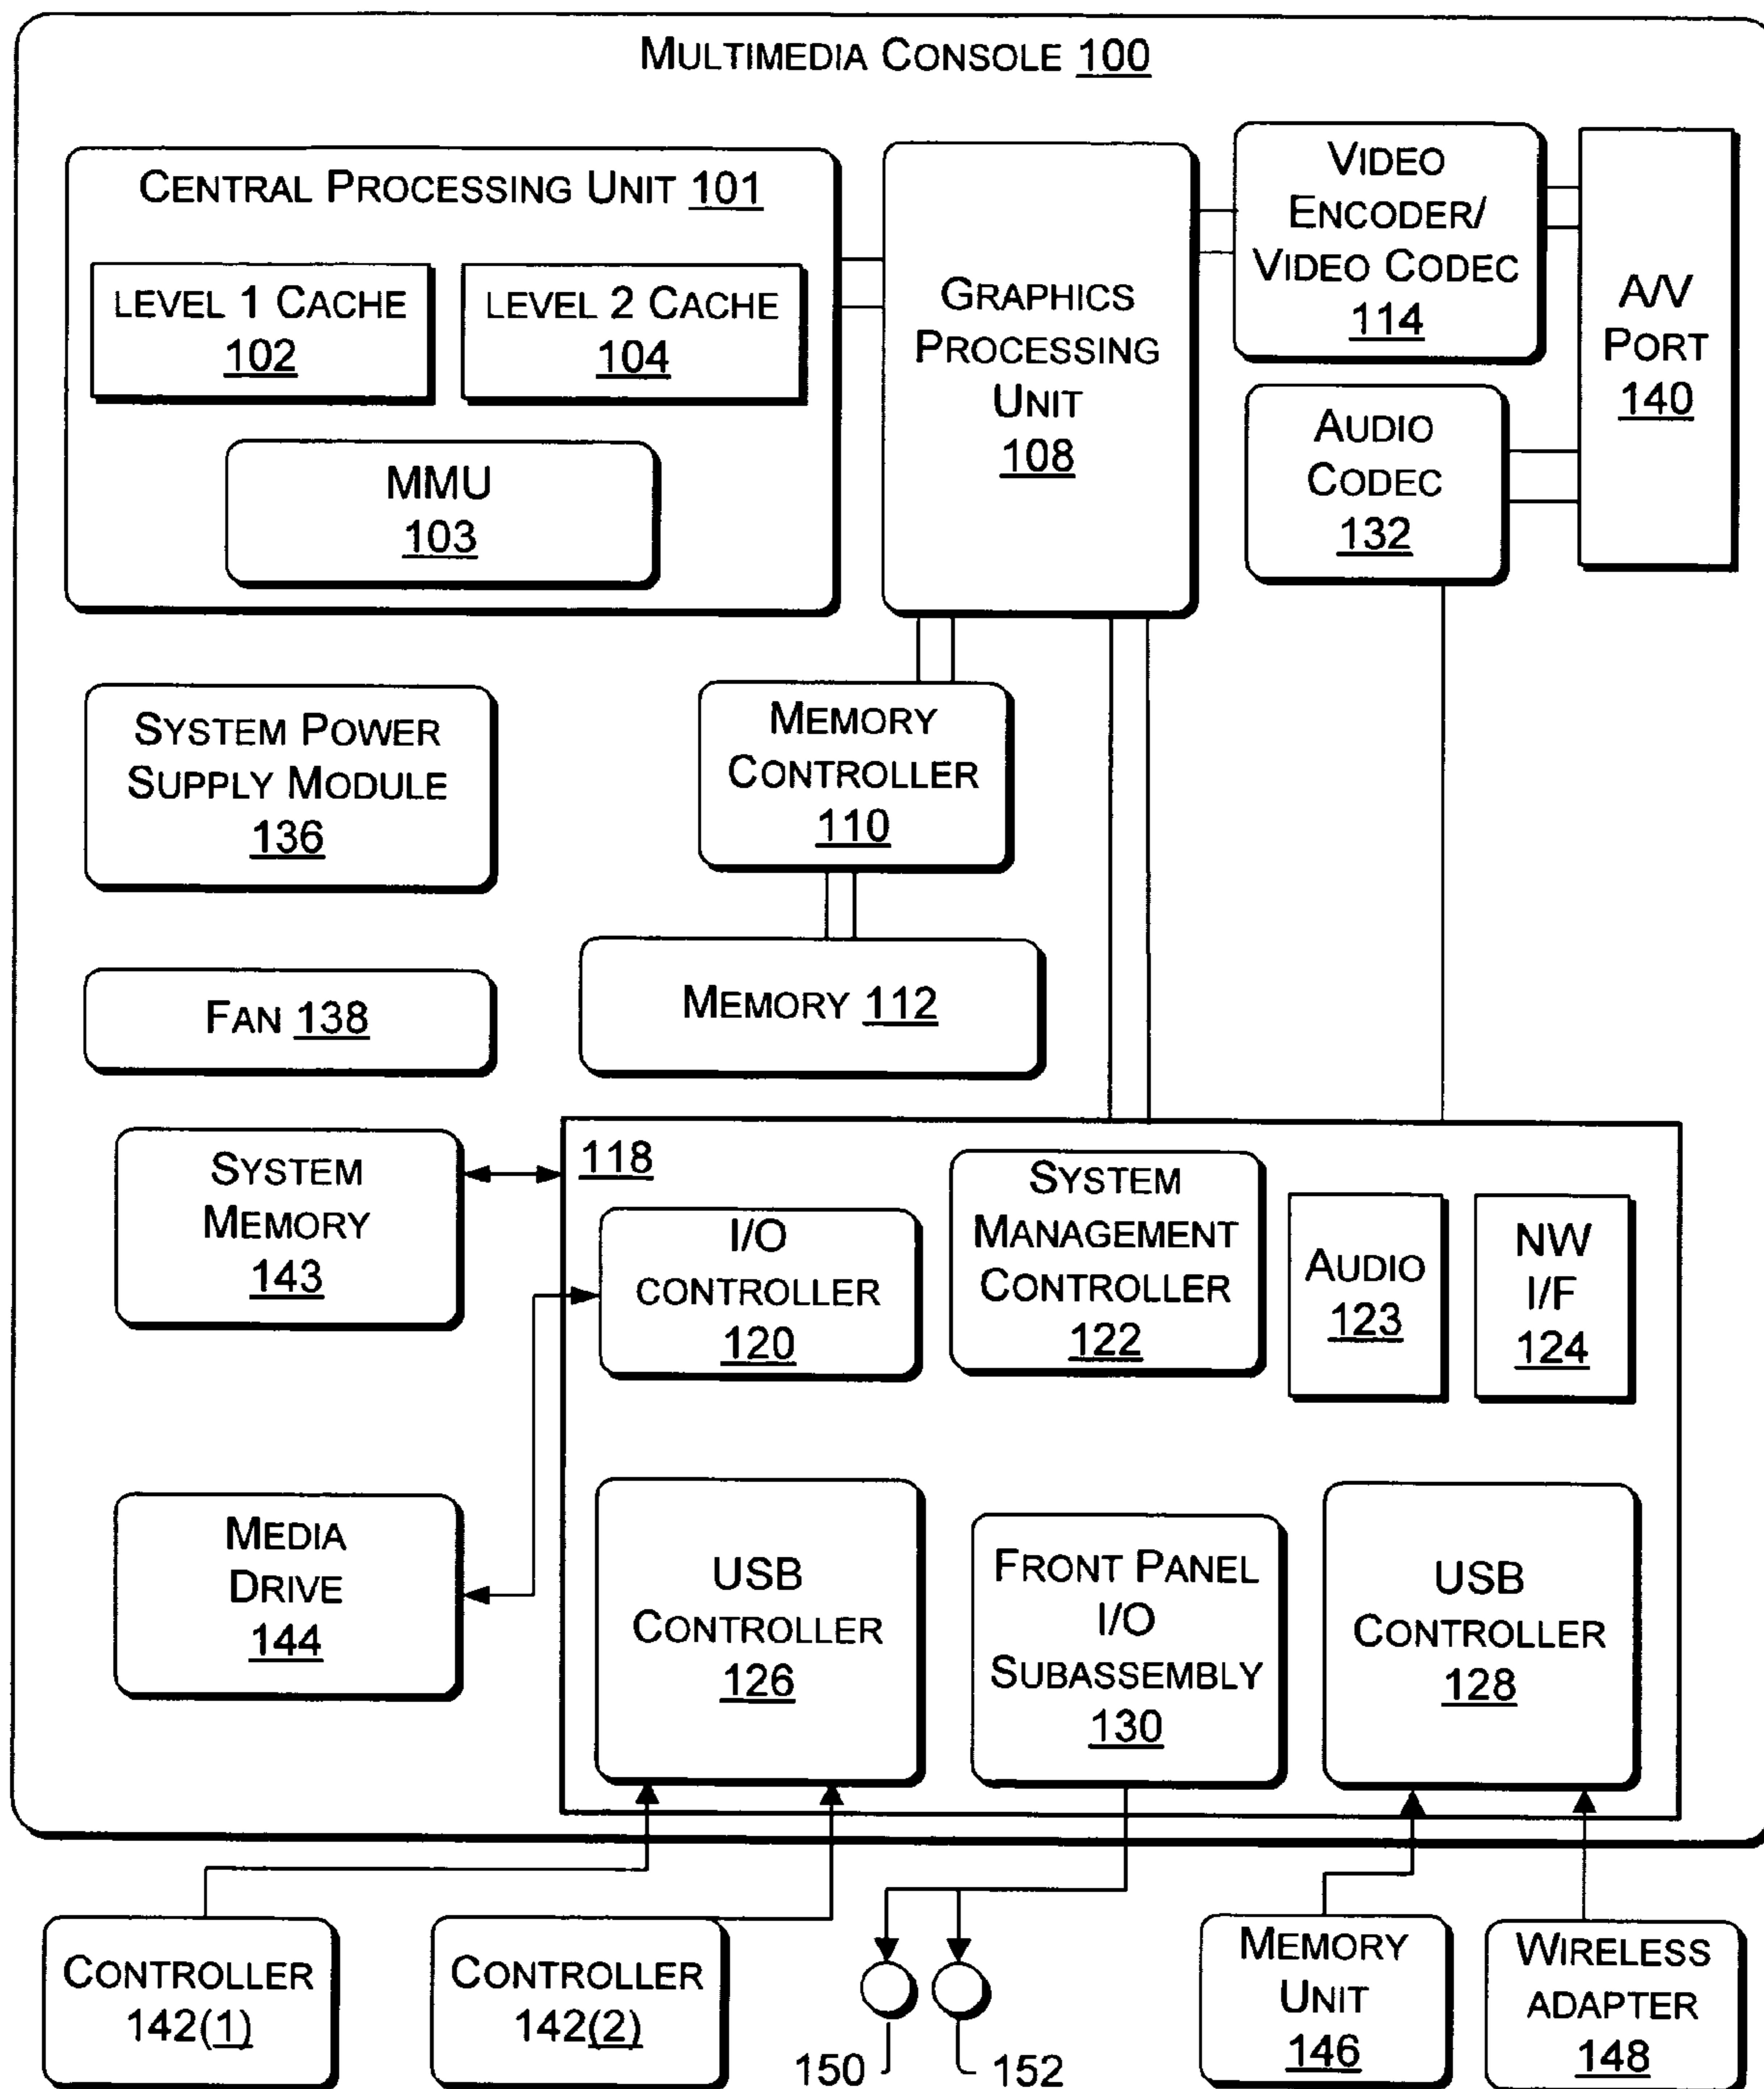 MULTIMEDIA CONSOLE 100
CENTRAL PROCESSING UNIT 101
LEVEL 1 CACHE
102
LEVEL 2 CACHE
104
MMU
103
GRAPHICS
PROCESSING
UNIT
108
VIDEO
ENCODER/
VIDEO CODEC
114
AUDIO
CODEC
132
A/V
PORT
140
SYSTEM POWER
SUPPLY MODULE
136
MEMORY
CONTROLLER
110
FAN 138
MEMORY 112
SYSTEM
MEMORY
143
118
I/O
CONTROLLER
120
SYSTEM
MANAGEMENT
CONTROLLER
122
AUDIO
123
NW
I/F
124
MEDIA
DRIVE
144
USB
CONTROLLER
126
FRONT PANEL
I/O
SUBASSEMBLY
130
USB
CONTROLLER
128
CONTROLLER
142(1)
CONTROLLER
142(2)
150
152
MEMORY
UNIT
146
WIRELESS
ADAPTER
148